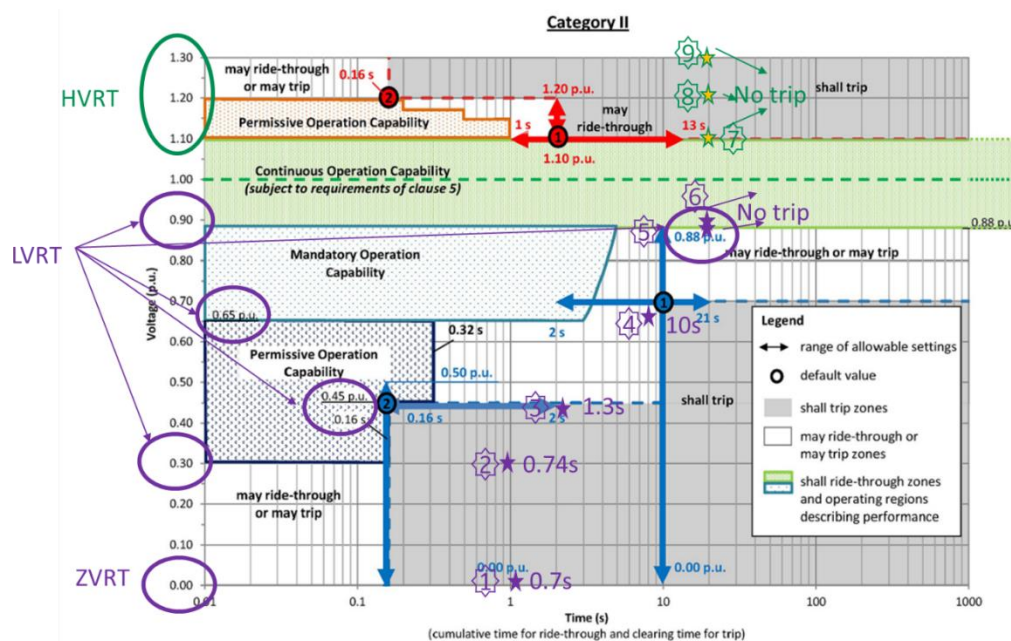 Category II
HVRT
LVRT
ZVRT
Voltage (p.u.)
1.30
1.20
1.10
1.00
0.90
0.80
0.70
0.60
0.50
0.40
0.30
0.20
0.10
0.00
may ride-through
or may trip
0.16 s
2
1.20 p.u.
Permissive Operation Capability
1 s
may
ride-through
1
1.10 p.u.
13 s
9
8
No trip
7
shall trip
Continuous Operation Capability
(subject to requirements of clause 5)
6
No trip
5
0.88 p.u.
0.88 p.u.
may ride-through or may trip
Mandatory Operation
Capability
1
0.65 p.u.
2 s
21 s
4
10s
0.32 s
Permissive Operation
Capability
0.50 p.u.
0.45 p.u.
2
0.16 s
0.16 s
3
2 s
1.3s
shall trip
2
0.74s
may ride-through
or may trip
0.00 p.u.
1
0.7s
0.00 p.u.
Legend
range of allowable settings
default value
shall trip zones
may ride-through or
may trip zones
shall ride-through zones
and operating regions
describing performance
0.01
0.1
1
10
100
1000
Time (s)
(cumulative time for ride-through and clearing time for trip)